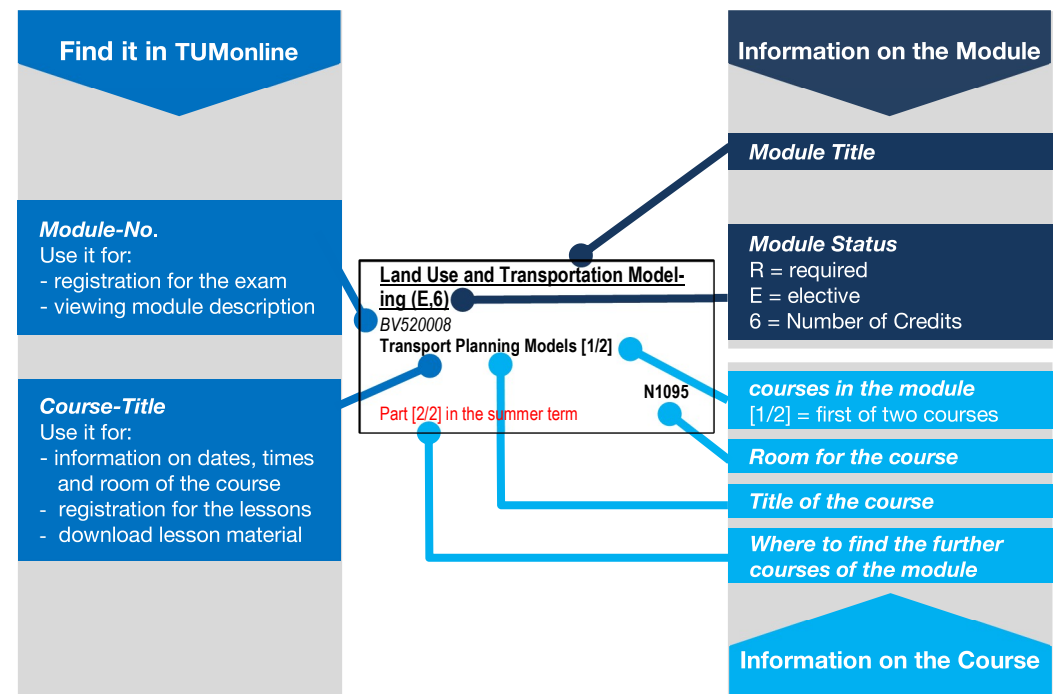 Find it in TUMonline
Module-No.
Use it for:
- registration for the exam
- viewing module description
Course-Title
Use it for:
- information on dates, times
and room of the course
- registration for the lessons
- download lesson material
Land Use and Transportation Model-
ing (E,6)
BV520008
Transport Planning Models [1/2]
N1095
Part [2/2] in the summer term
Information on the Module
Module Title
Module Status
R = required
E = elective
6 = Number of Credits
courses in the module
[1/2] = first of two courses
Room for the course
Title of the course
Where to find the further
courses of the module
Information on the Course